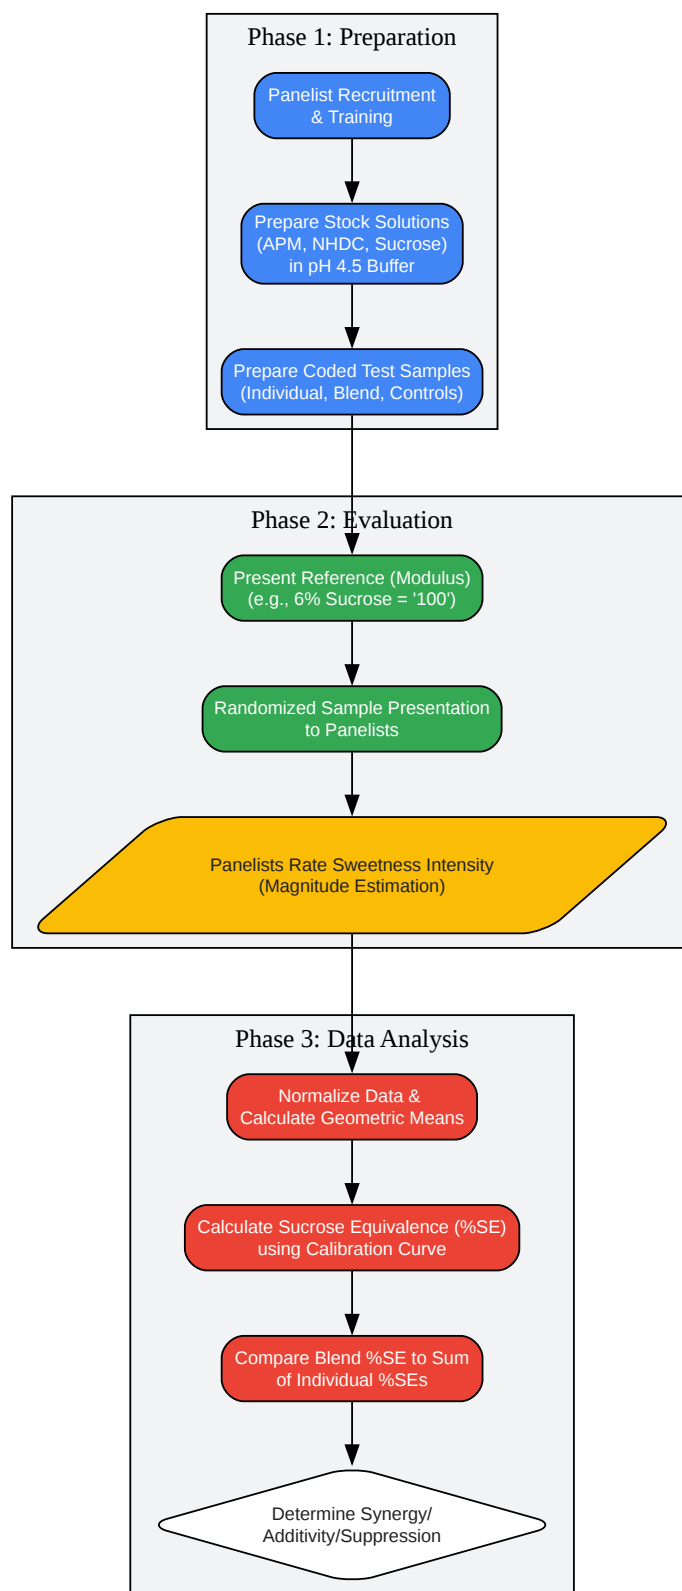 Phase 1: Preparation
Panelist Recruitment
& Training
Prepare Stock Solutions
(APM, NHDC, Sucrose)
in pH 4.5 Buffer
Prepare Coded Test Samples
(Individual, Blend, Controls)
Phase 2: Evaluation
Present Reference (Modulus)
(e.g., 6% Sucrose = '100')
Randomized Sample Presentation
to Panelists
Panelists Rate Sweetness Intensity
(Magnitude Estimation)
Phase 3: Data Analysis
Normalize Data &
Calculate Geometric Means
Calculate Sucrose Equivalence (%SE)
using Calibration Curve
Compare Blend %SE to Sum
of Individual %SEs
Determine Synergy/
Additivity/Suppression